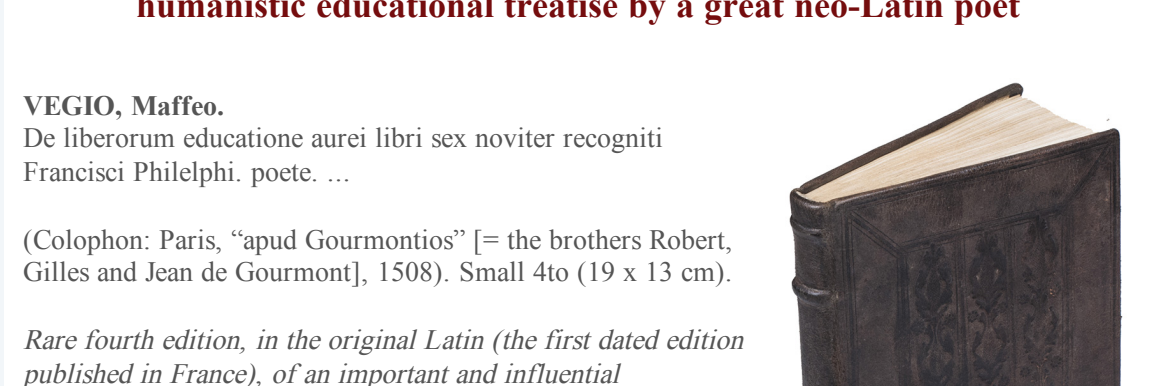 humanistic educational treatise by a great neo-Latin poet
VEGIO, Maffeo.
De liberorum educatione aurei libri sex noviter recogniti
Francisci Philelphi. poete. ...
(Colophon: Paris, “apud Gourmontios” [= the brothers Robert,
Gilles and Jean de Gourmont], 1508). Small 4to (19 x 13 cm).
Rare fourth edition, in the original Latin (the first dated edition
published in France), of an important and influential